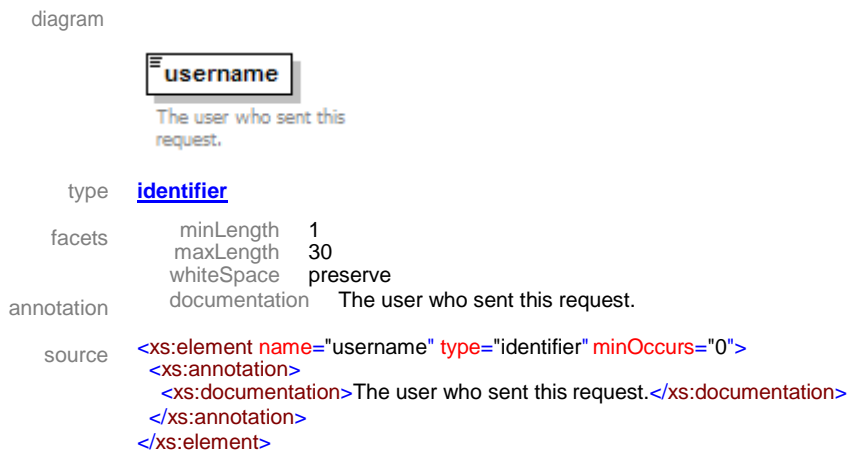 diagram
username
The user who sent this
request.
type identifier
facets minLength 1
maxLength 30
whiteSpace preserve
annotation documentation The user who sent this request.
source <xs:element name="username" type="identifier" minOccurs="0">
<xs:annotation>
<xs:documentation>The user who sent this request.</xs:documentation>
</xs:annotation>
</xs:element>